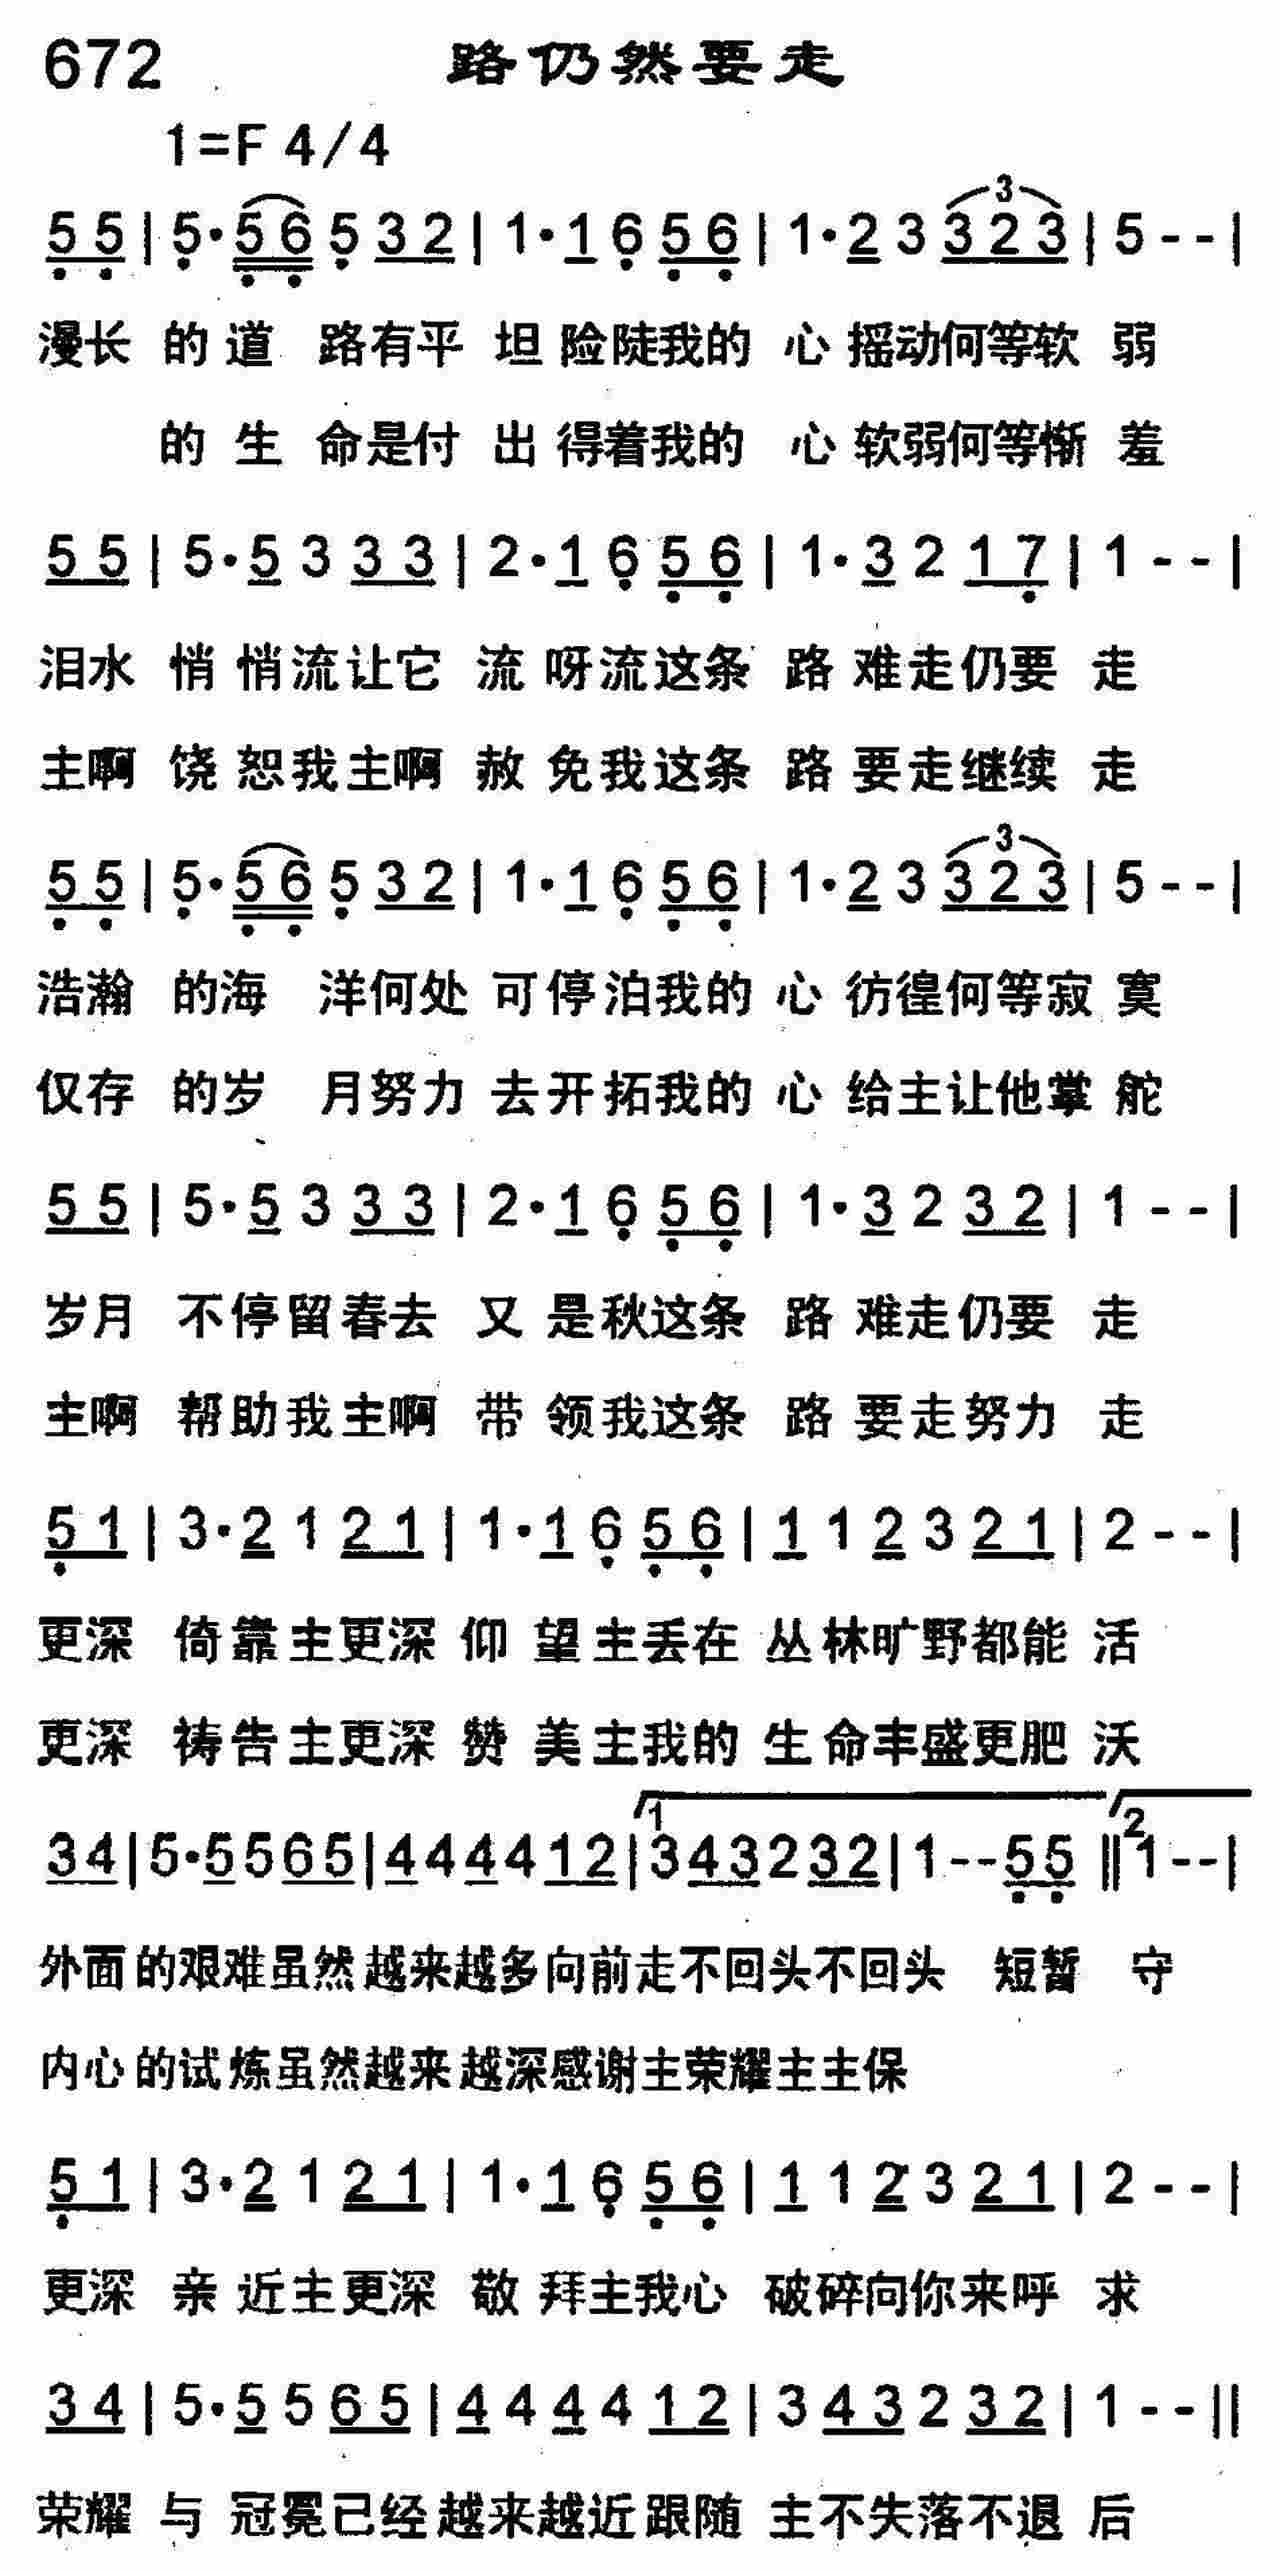 672 路仍然要走
1=F 4/4
5 5 | 5· 5 6 5 3 2 | 1· 1 6 5 6 | 1· 2 3 3 2 3 | 5 - - |
漫长 的道 路有平 坦 险陡我的 心 摇动何等软 弱
的 生 命是付 出 得着我的 心 软弱何等惭 羞
5 5 | 5· 5 3 3 3 | 2· 1 6 5 6 | 1· 3 2 1 7 | 1 - - |
泪水 悄 悄流让它 流 呀流这条 路 难走仍要 走
主啊 饶 恕我主啊 赦 免我这条 路 要走继续 走
5 5 | 5· 5 6 5 3 2 | 1· 1 6 5 6 | 1· 2 3 3 2 3 | 5 - - |
浩瀚 的海 洋何处 可停泊我的 心 彷徨何等寂 寞
仅存 的岁 月努力 去开拓我的 心 给主让他掌 舵
5 5 | 5· 5 3 3 3 | 2· 1 6 5 6 | 1· 3 2 3 2 | 1 - - |
岁月 不停留春去 又 是秋这条 路 难走仍要 走
主啊 帮助我主啊 带 领我这条 路 要走努力 走
5 1 | 3· 2 1 2 1 | 1· 1 6 5 6 | 1 1 2 3 2 1 | 2 - - |
更深 倚靠主更深 仰 望主丢在 丛林旷野都能 活
更深 祷告主更深 赞 美主我的 生命丰盛更肥 沃
3 4 | 5· 5 5 6 5 | 4 4 4 4 1 2 | 1 3 4 3 2 3 2 | 1 - - 5 5 || 2 1 - - |
外面的艰难虽然越来越多向前走不回头不回头 短暂 守
内心的试炼虽然越来越深感谢主荣耀主主保
5 1 | 3· 2 1 2 1 | 1· 1 6 5 6 | 1 1 2 3 2 1 | 2 - - |
更深 亲 近主更深 敬 拜主我心 破碎向你来呼 求
3 4 | 5· 5 5 6 5 | 4 4 4 4 1 2 | 3 4 3 2 3 2 | 1 - - ||
荣耀 与 冠冕已经越来越近跟随 主不失落不退 后